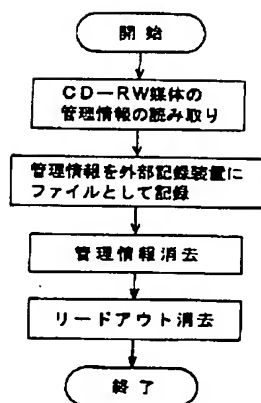 開始
CD－RW媒体の
管理情報の読み取り
管理情報を外部記録装置に
ファイルとして記録
管理情報消去
リードアウト消去
終了